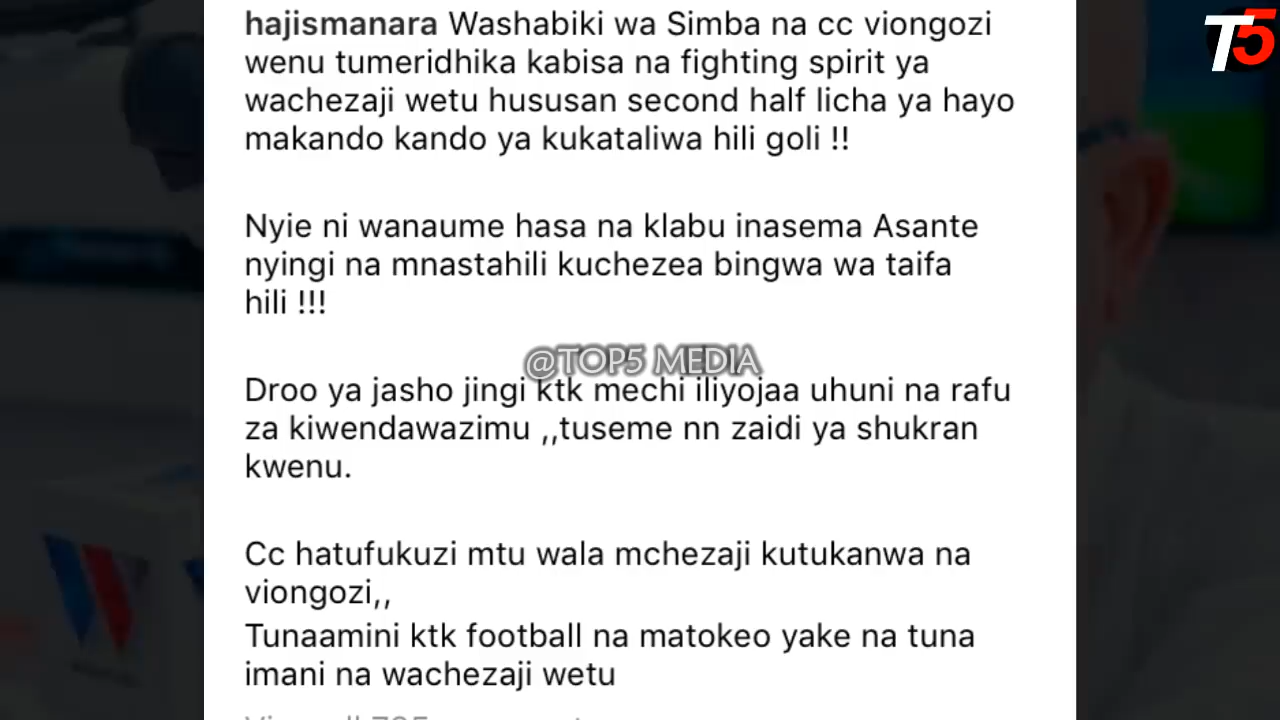 hajismanara Washabiki wa Simba na cc viongozi
wenu tumeridhika kabisa na fighting spirit ya
wachezaji wetu hususan second half licha ya hayo
makando kando ya kukataliwa hili goli !!
Nyie ni wanaume hasa na klabu inasema Asante
nyingi na mnastahili kuchezea bingwa wa taifa
hili !!!
@TOP5 MEDIA
Droo ya jasho jingi ktk mechi iliyojaa uhuni na rafu
za kiwendawazimu ,,tuseme nn zaidi ya shukran
kwenu.
Cc hatufukuzi mtu wala mchezaji kutukanwa na
viongozi,,
Tunaamini ktk football na matokeo yake na tuna
imani na wachezaji wetu
T5